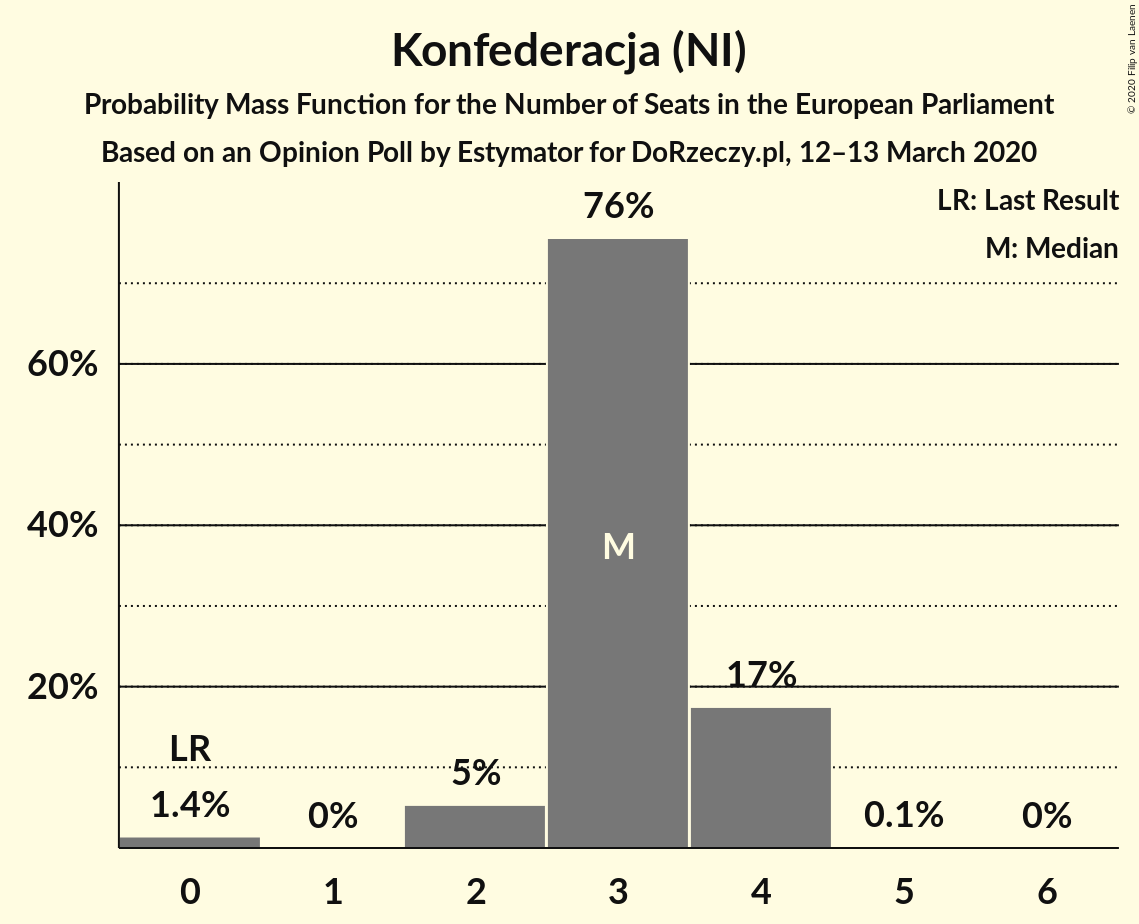 Konfederacja (NI)
Probability Mass Function for the Number of Seats in the European Parliament
Based on an Opinion Poll by Estymator for DoRzeczy.pl, 12–13 March 2020
© 2020 Filip van Laenen
LR: Last Result
M: Median
76%
60%
40%
20%
M
17%
LR
5%
1.4%
0%
0.1%
0%
0 1 2 3 4 5 6